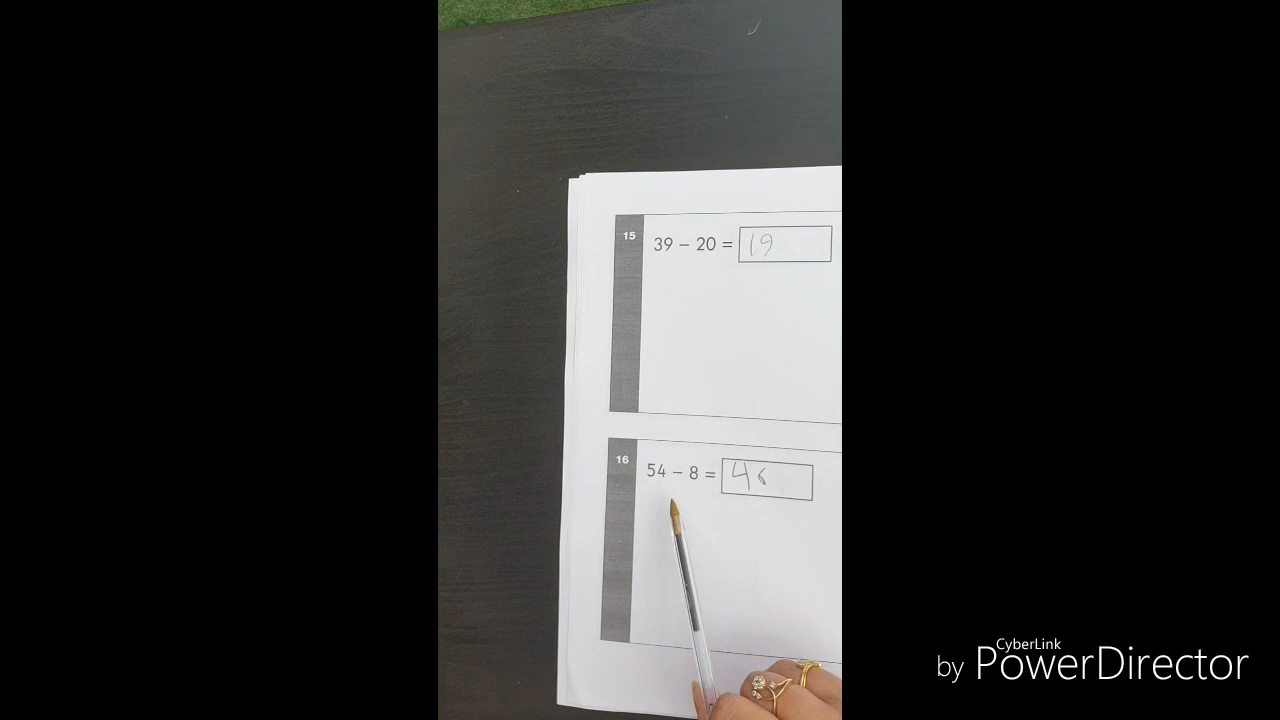 15
39 − 20 = 19
16
54 − 8 = 46
CyberLink
by PowerDirector